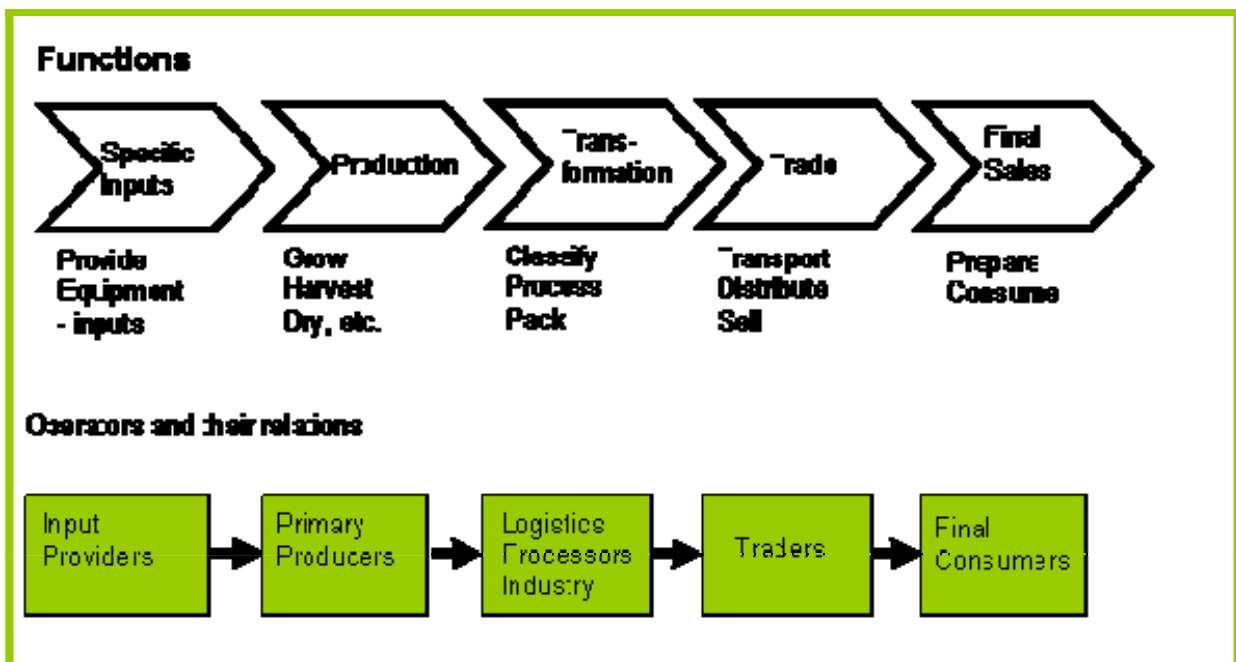 Functions
Specific
Inputs
Production
Trans-
formation
Trade
Final
Sales
Provide
Equipment
- inputs
Grow
Harvest
Dry, etc.
Classify
Process
Pack
Transport
Distribute
Sell
Prepare
Consume
Operators and their relations
Input
Providers
Primary
Producers
Logistics
Processors
Industry
Traders
Final
Consumers